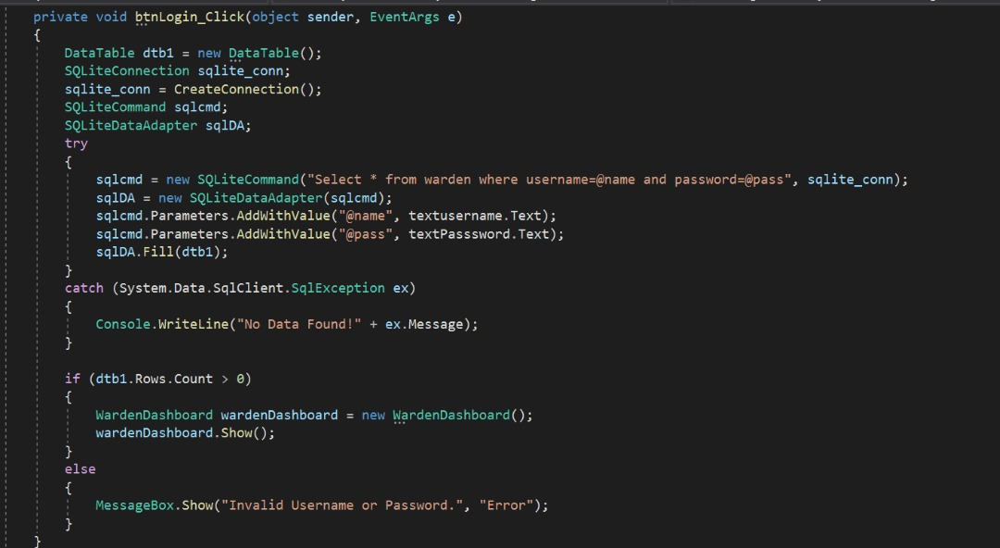 private void btnLogin_Click(object sender, EventArgs e)
{
    DataTable dtb1 = new DataTable();
    SQLiteConnection sqlite_conn;
    sqlite_conn = CreateConnection();
    SQLiteCommand sqlcmd;
    SQLiteDataAdapter sqlDA;
    try
    {
        sqlcmd = new SQLiteCommand("Select * from warden where username=@name and password=@pass", sqlite_conn);
        sqlDA = new SQLiteDataAdapter(sqlcmd);
        sqlcmd.Parameters.AddWithValue("@name", textusername.Text);
        sqlcmd.Parameters.AddWithValue("@pass", textPasssword.Text);
        sqlDA.Fill(dtb1);
    }
    catch (System.Data.SqlClient.SqlException ex)
    {
        Console.WriteLine("No Data Found!" + ex.Message);
    }

    if (dtb1.Rows.Count > 0)
    {
        WardenDashboard wardenDashboard = new WardenDashboard();
        wardenDashboard.Show();
    }
    else
    {
        MessageBox.Show("Invalid Username or Password.", "Error");
    }
}